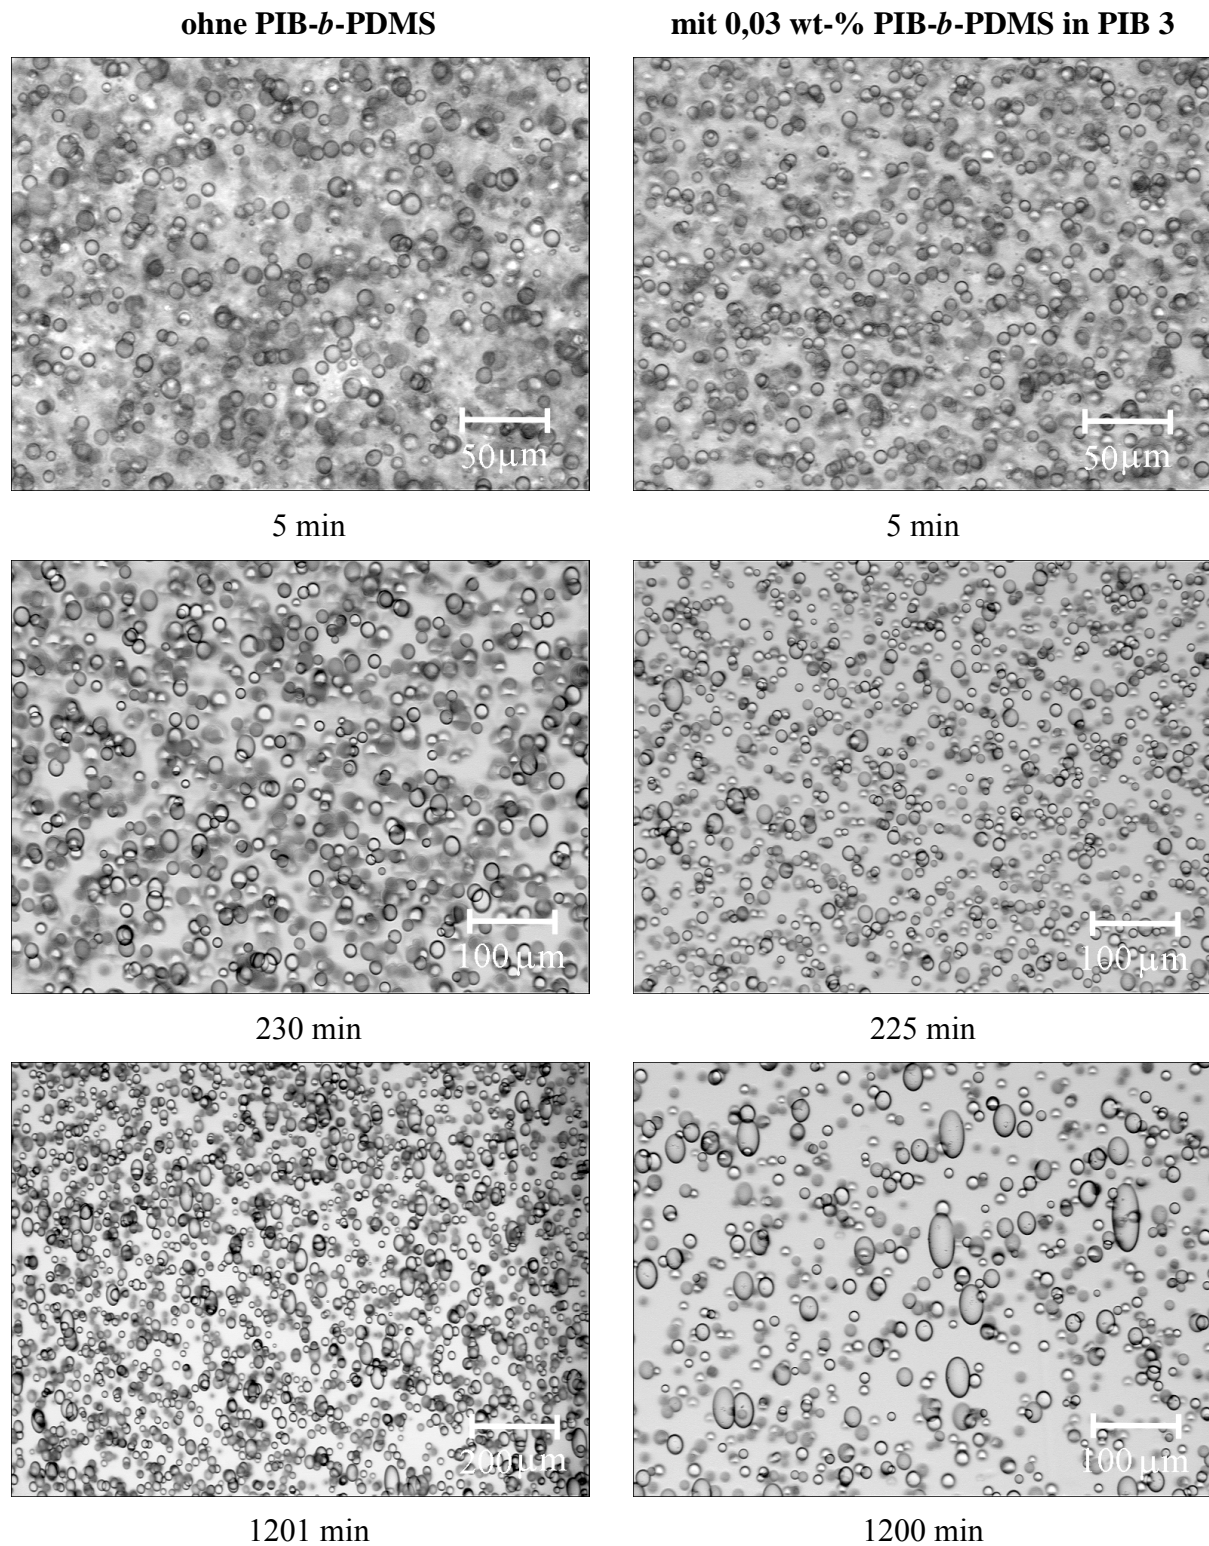 ohne PIB-b-PDMS
mit 0,03 wt-% PIB-b-PDMS in PIB 3
50μm
50μm
5 min
5 min
100μm
100μm
230 min
225 min
200μm
100μm
1201 min
1200 min